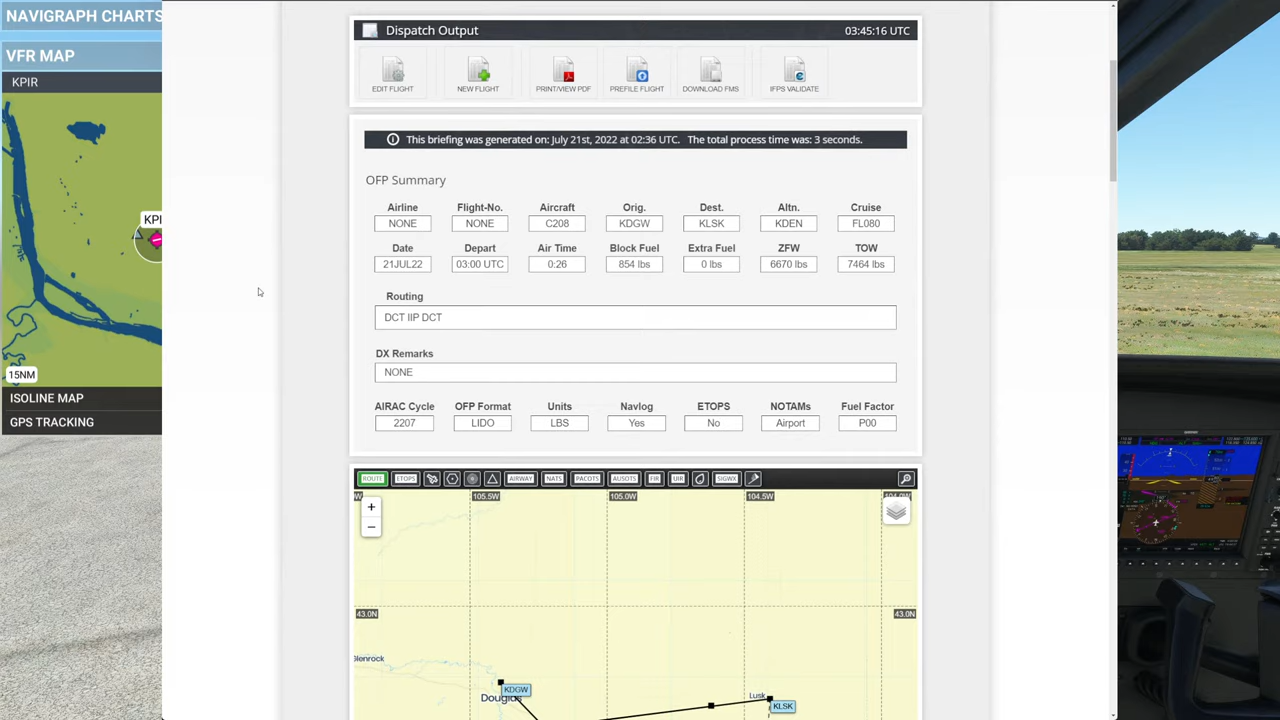 NAVIGRAPH CHARTS
VFR MAP
KPIR
KPI
15NM
ISOLINE MAP
GPS TRACKING
Dispatch Output
03:45:16 UTC
EDIT FLIGHT
NEW FLIGHT
PRINT/VIEW PDF
PREFILE FLIGHT
DOWNLOAD FMS
IFPS VALIDATE
This briefing was generated on: July 21st, 2022 at 02:36 UTC. The total process time was: 3 seconds.
OFP Summary
Airline Flight-No. Aircraft Orig. Dest. Altn. Cruise
NONE NONE C208 KDGW KLSK KDEN FL080
Date Depart Air Time Block Fuel Extra Fuel ZFW TOW
21JUL22 03:00 UTC 0:26 854 lbs 0 lbs 6670 lbs 7464 lbs
Routing
DCT IIP DCT
DX Remarks
NONE
AIRAC Cycle OFP Format Units Navlog ETOPS NOTAMs Fuel Factor
2207 LIDO LBS Yes No Airport P00
ROUTE ETOPS AIRWAY NATS PACOTS AUSOTS FIR UIR SIGWX
W 105.5W 105.0W 104.5W
+
−
43.0N 43.0N
Glenrock
KDGW
Douglas
Lusk
KLSK